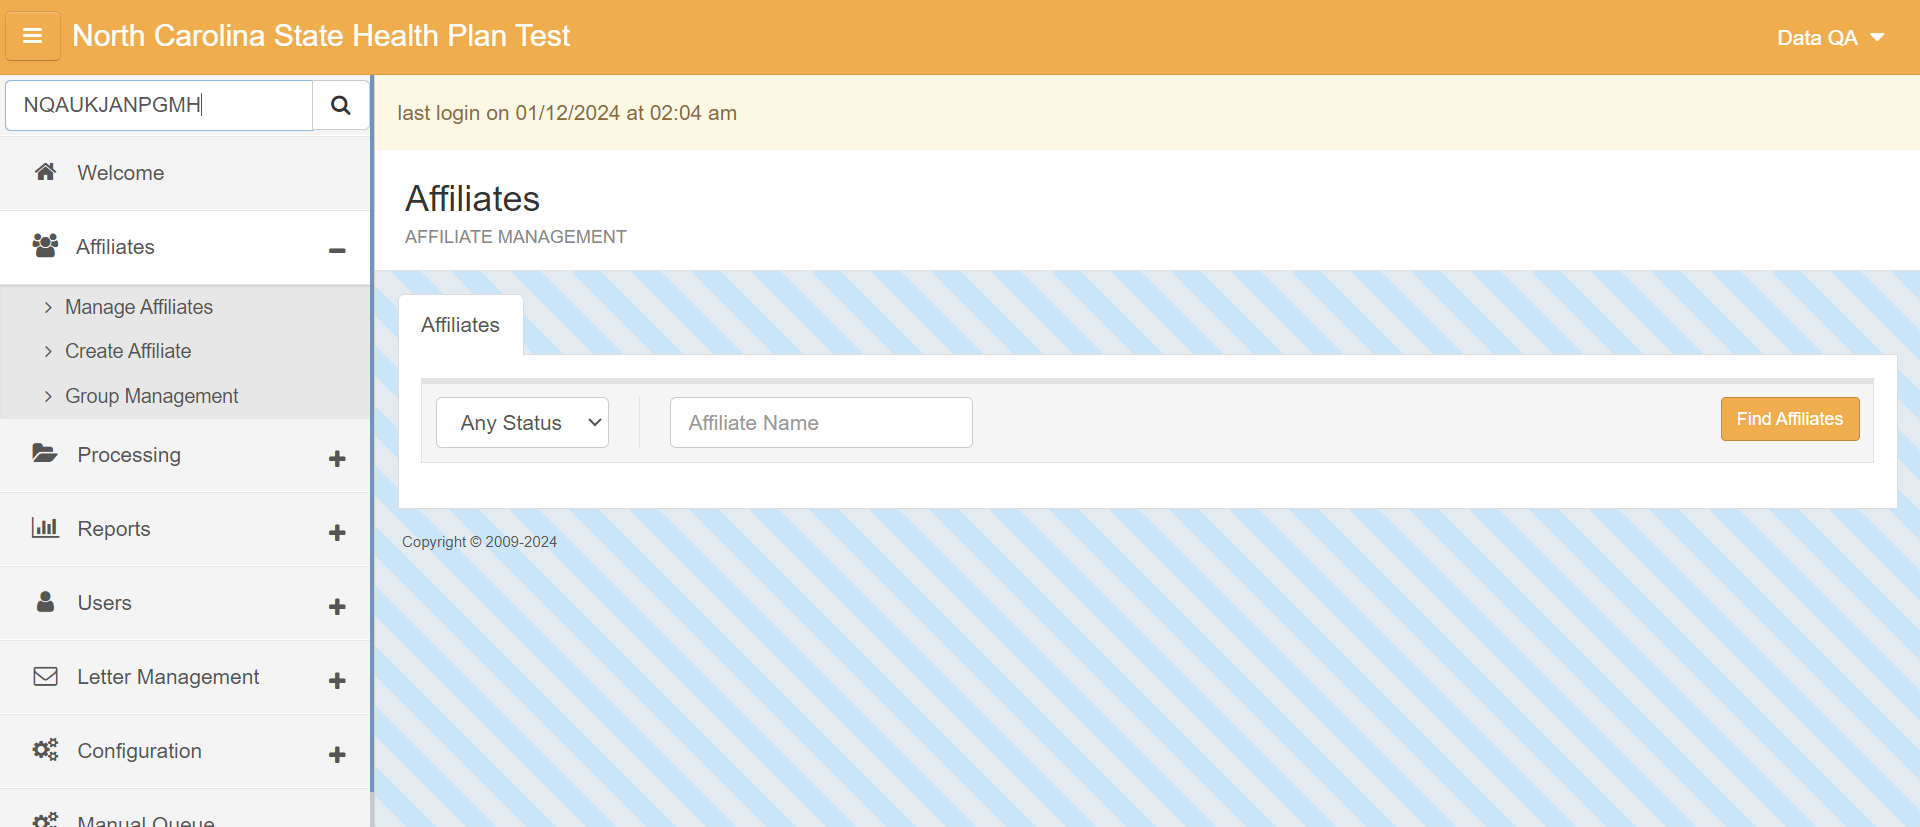 North Carolina State Health Plan Test
Data QA
NQAUKJANPGMH
last login on 01/12/2024 at 02:04 am
Welcome
Affiliates
Manage Affiliates
Create Affiliate
Group Management
Processing
Reports
Users
Letter Management
Configuration
Manual Queue
Affiliates
AFFILIATE MANAGEMENT
Affiliates
Any Status
Affiliate Name
Find Affiliates
Copyright © 2009-2024